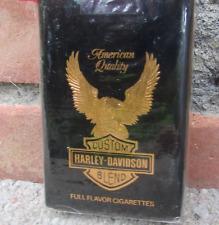 American
Quality
CUSTOM
HARLEY-DAVIDSON
BLEND
FULL FLAVOR CIGARETTES